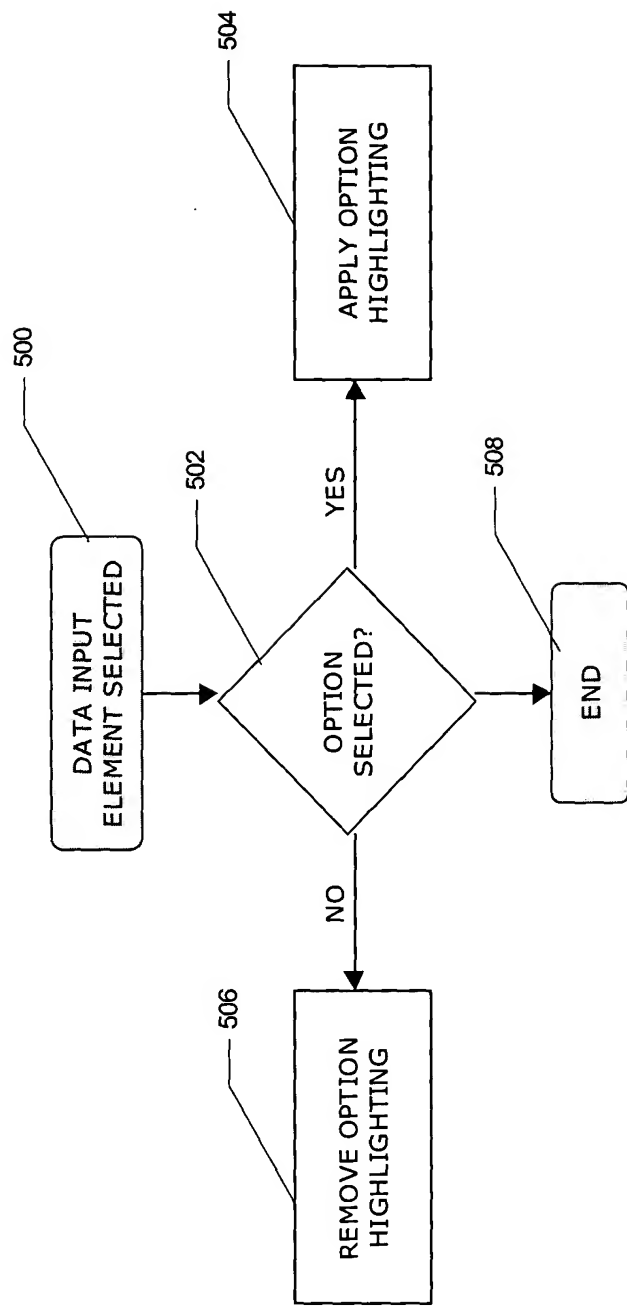 500
DATA INPUT
ELEMENT SELECTED
502
OPTION
SELECTED?
YES
504
APPLY OPTION
HIGHLIGHTING
NO
506
REMOVE OPTION
HIGHLIGHTING
508
END